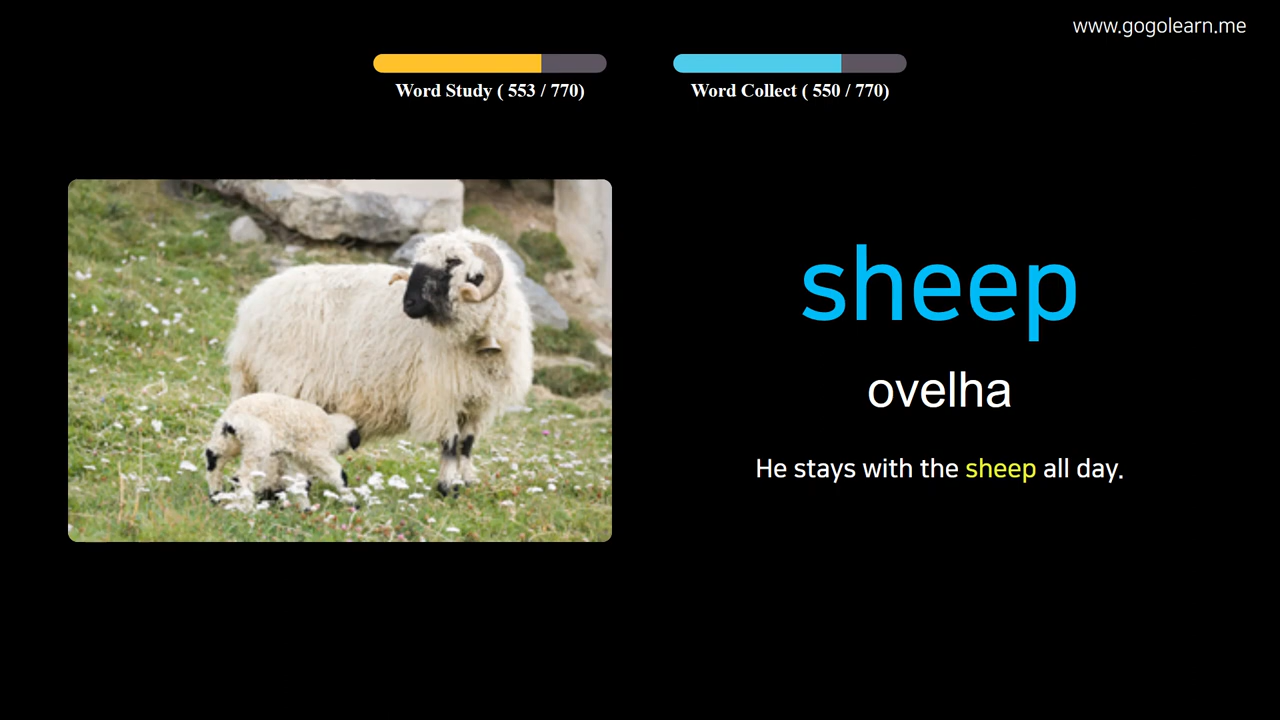 www.gogolearn.me
Word Study ( 553 / 770)
Word Collect ( 550 / 770)
sheep
ovelha
He stays with the sheep all day.